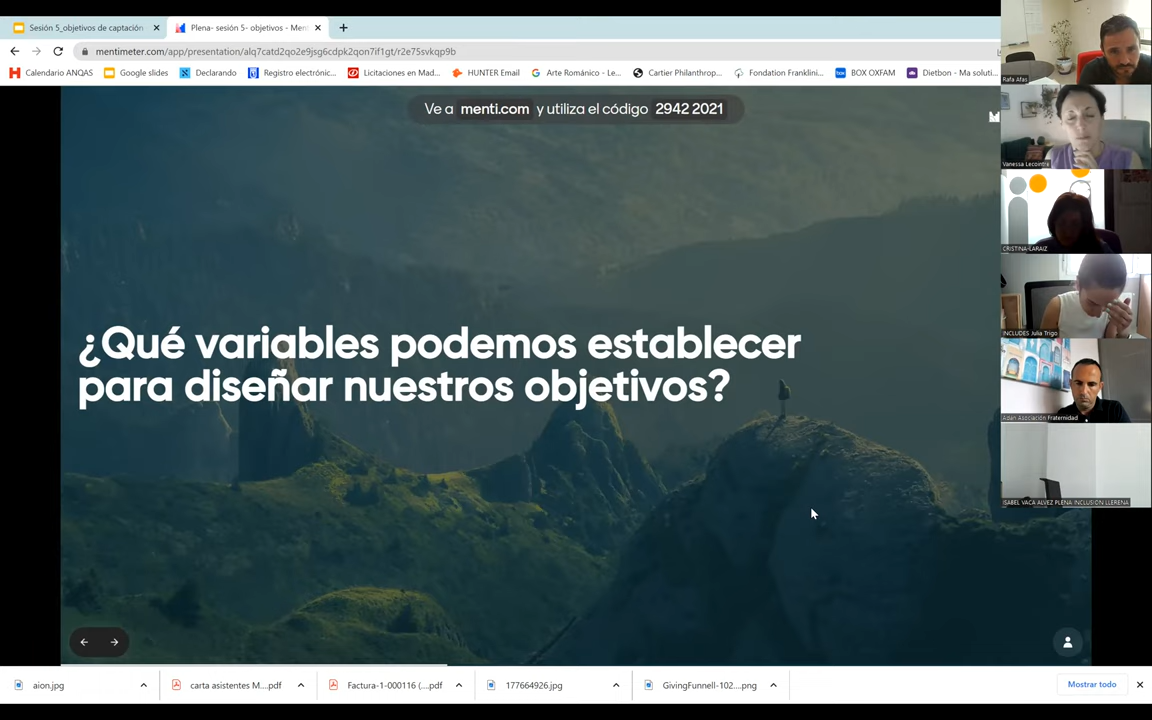 Sesión 5_objetivos de captación
Plena- sesión 5- objetivos - Men
mentimeter.com/app/presentation/alq7catd2qo2e9jsg6cdpk2qon7if1gt/r2e75svkqp9b
Calendario ANQAS
Google slides
Declarando
Registro electrónic...
Licitaciones en Mad...
HUNTER Email
Arte Románico - Le...
Cartier Philanthrop...
Fondation Franklini...
BOX OXFAM
Dietbon - Ma soluti...
Ve a menti.com y utiliza el código 2942 2021
¿Qué variables podemos establecer
para diseñar nuestros objetivos?
Rafa Afas
Vanessa Lecointre
CRISTINA-LARAIZ
INCLUDES Julia Trigo
Adan Asociación Fraternidad
ISABEL VACA ALVEZ PLENA INCLUSION LLERENA
aion.jpg
carta asistentes M....pdf
Factura-1-000116 (....pdf
177664926.jpg
GivingFunnell-102....png
Mostrar todo